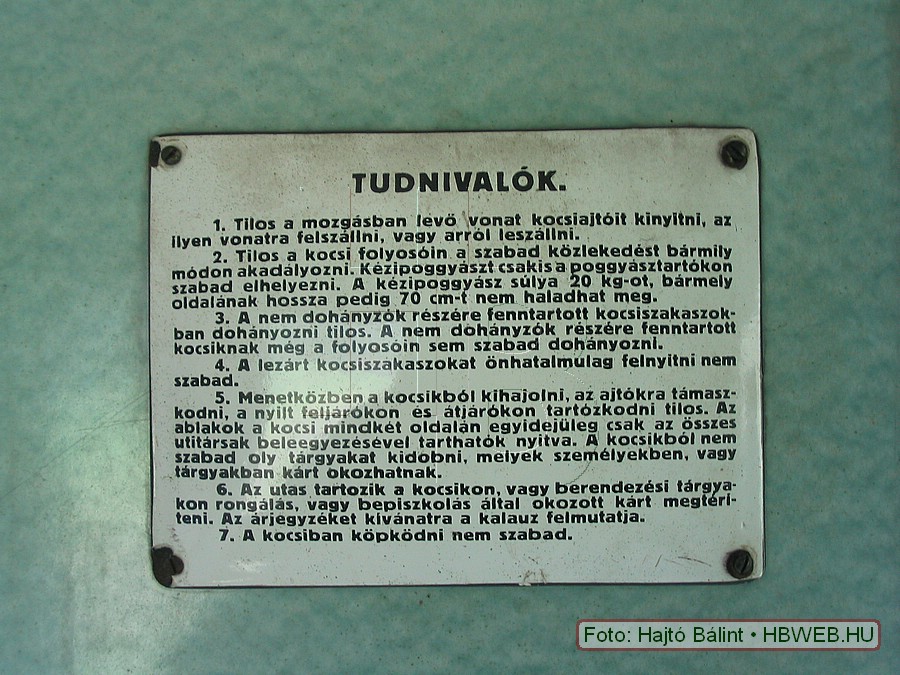 TUDNIVALÓK.
1. Tilos a mozgásban levő vonat kocsiajtóit kinyitni, az
ilyen vonatra felszállni, vagy arról leszállni.
2. Tilos a kocsi folyosóin a szabad közlekedést bármily
módon akadályozni. Kézipoggyászt csakis a poggyásztartókon
szabad elhelyezni. A kézipoggyász súlya 20 kg-ot, bármely
oldalának hossza pedig 70 cm-t nem haladhat meg.
3. A nem dohányzók részére fenntartott kocsiszakaszok-
ban dohányozni tilos. A nem dohányzók részére fenntartott
kocsiknak még a folyosóin sem szabad dohányozni.
4. A lezárt kocsiszakaszokat önhatalmulag felnyitni nem
szabad.
5. Menetközben a kocsikból kihajolni, az ajtókra támasz-
kodni, a nyilt feljárókon és átjárókon tartózkodni tilos. Az
ablakok a kocsi mindkét oldalán egyidejüleg csak az összes
utitársak beleegyezésével tarthatók nyitva. A kocsikból nem
szabad oly tárgyakat kidobni, melyek személyekben, vagy
tárgyakban kárt okozhatnak.
6. Az utas tartozik a kocsikon, vagy berendezési tárgya-
kon rongálás, vagy bepiszkolás által okozott kárt megtéri-
teni. Az árjegyzéket kívánatra a kalauz felmutatja.
7. A kocsiban köpködni nem szabad.
Foto: Hajtó Bálint • HBWEB.HU